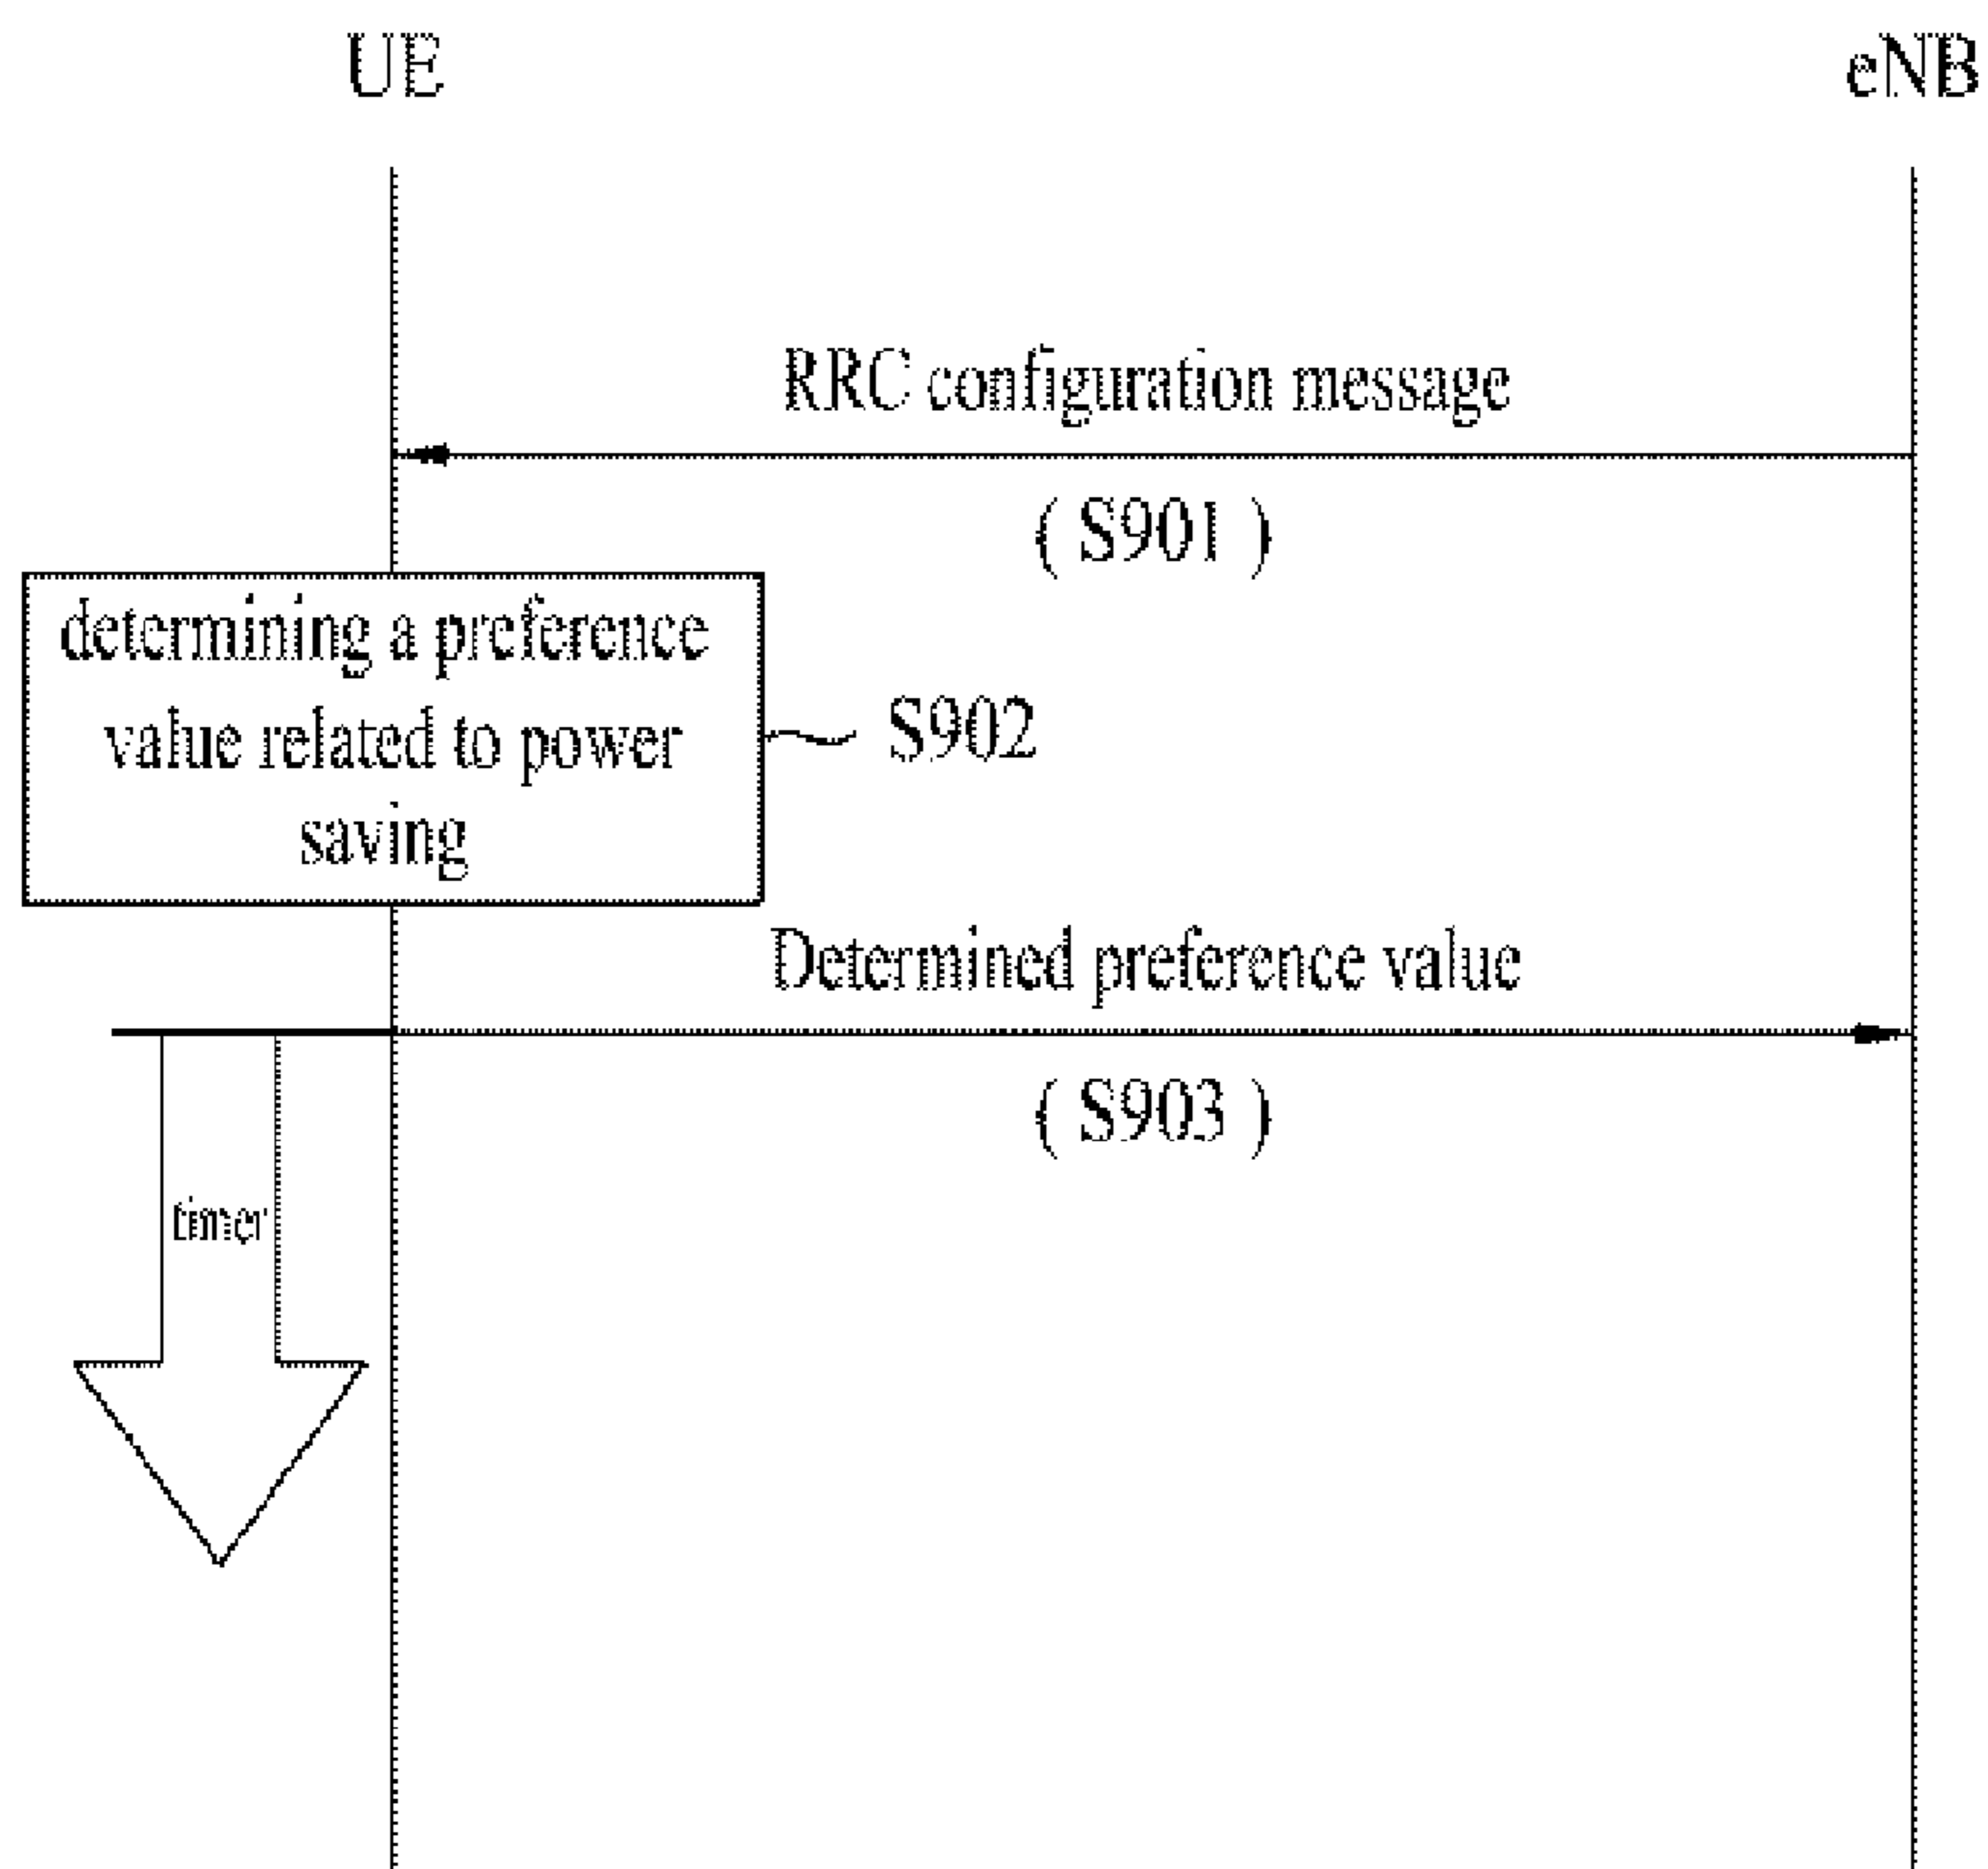 UE
eNB
RRC configuration message
( S901 )
determining a preference
value related to power
saving
S902
Determined preference value
( S903 )
timer